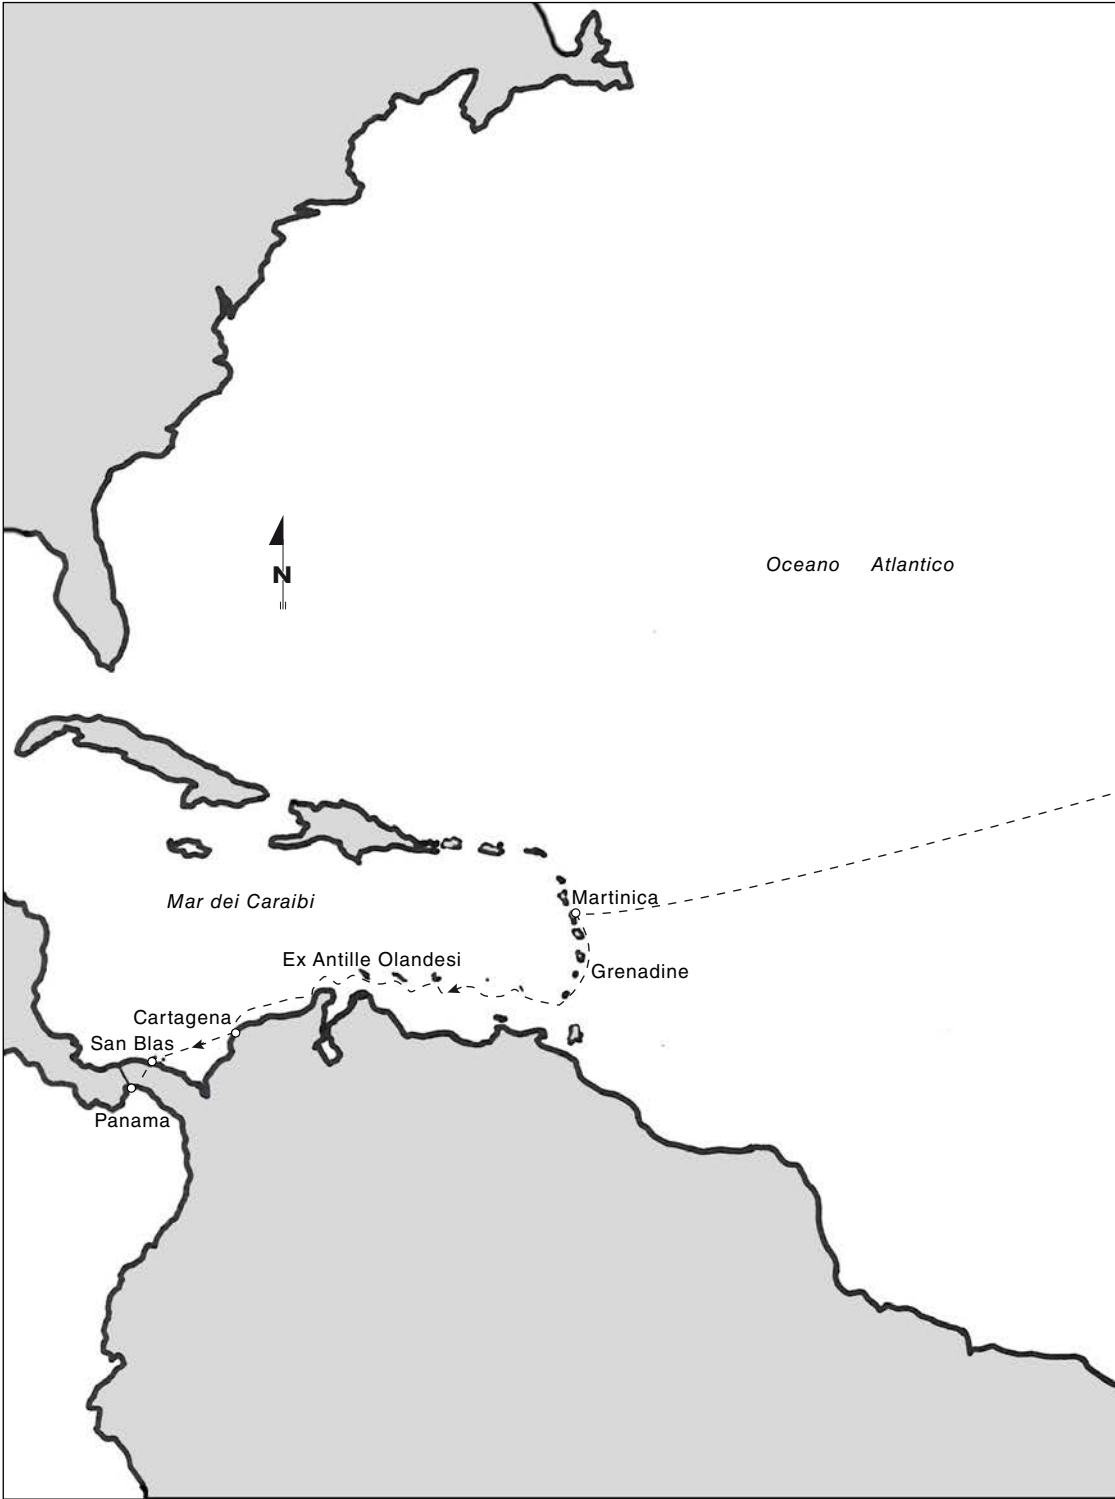 N
Oceano Atlantico
Mar dei Caraibi
Martinica
Ex Antille Olandesi
Grenadine
Cartagena
San Blas
Panama